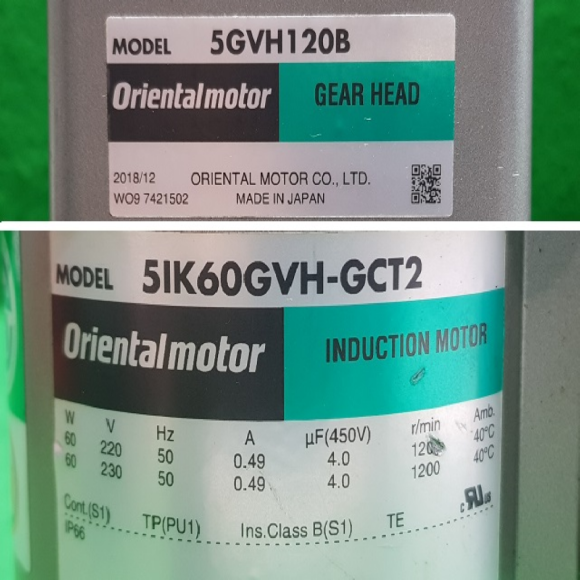 MODEL 5GVH120B
Orientalmotor GEAR HEAD
2018/12 ORIENTAL MOTOR CO., LTD.
WO9 7421502 MADE IN JAPAN
MODEL 5IK60GVH-GCT2
Orientalmotor INDUCTION MOTOR
W V Hz A µF(450V) r/min Amb.
60 220 50 0.49 4.0 40°C
60 230 50 0.49 4.0 1200 40°C
Cont.(S1) TP(PU1) Ins.Class B(S1) TE c RU us
IP66